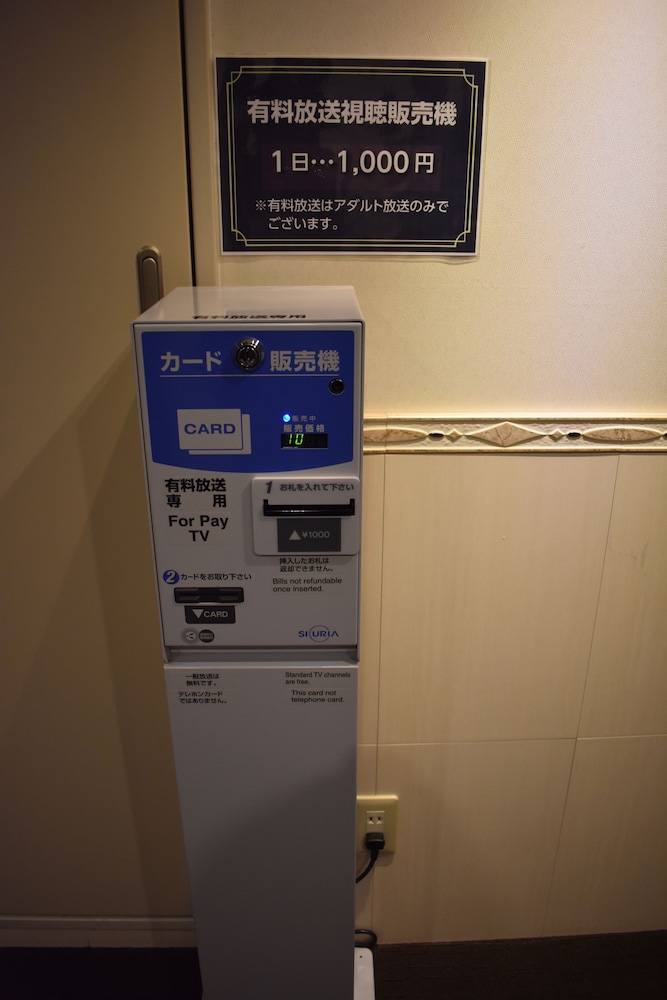 有料放送視聴販売機
1日…1,000円
※有料放送はアダルト放送のみで
ございます。
有料放送専用
カード 販売機
CARD
販売中
販売価格
10
有料放送
専用
For Pay
TV
1 お札を入れて下さい
▲¥1000
挿入したお札は
返却できません。
Bills not refundable
once inserted.
2 カードをお取り下さい
▼CARD
一般放送は
無料です。
テレホンカード
ではありません。
Standard TV channels
are free.
This card not
telephone card.